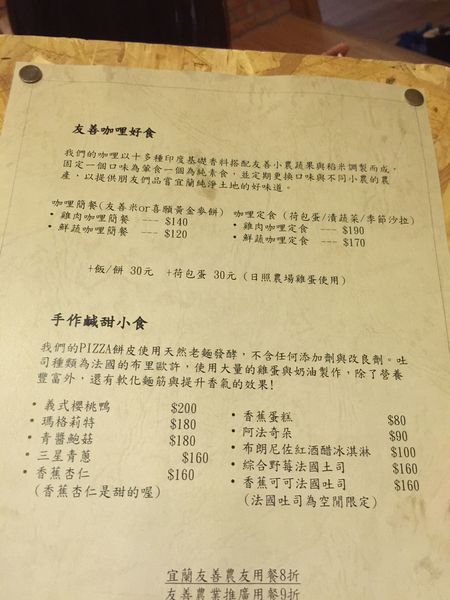 友善咖哩好食
我們的咖哩以十多種印度基礎香料搭配友善小農蔬果與稻米調製而成,
固定一個口味為葷食一個為純素食,並定期更換口味與不同小農的農
產,以提供朋友們品嘗宜蘭純淨土地的好味道。
咖哩簡餐(友善米or喜願黃金麥餅)
• 雞肉咖哩簡餐 --- $140
• 鮮蔬咖哩簡餐 --- $120
咖哩定食 (荷包蛋/漬蔬菜/季節沙拉)
• 雞肉咖哩定食 --- $190
• 鮮蔬咖哩定食 --- $170
+飯/餅 30元 +荷包蛋 30元 (日照農場雞蛋使用)
手作鹹甜小食
我們的PIZZA餅皮使用天然老麵發酵,不含任何添加劑與改良劑。吐
司種類為法國的布里歐許,使用大量的雞蛋與奶油製作,除了營養
豐富外,還有軟化麵筋與提升香氣的效果!
• 義式櫻桃鴨 $200
• 瑪格莉特 $180
• 青醬鮑菇 $180
• 三星青蔥 $160
• 香蕉杏仁 $160
(香蕉杏仁是甜的喔)
• 香蕉蛋糕 $80
• 阿法奇朵 $90
• 布朗尼佐紅酒醋冰淇淋 $100
• 綜合野莓法國土司 $160
• 香蕉可可法國吐司 $160
(法國吐司為空閒限定)
宜蘭友善農友用餐8折
友善農業推廣用餐9折